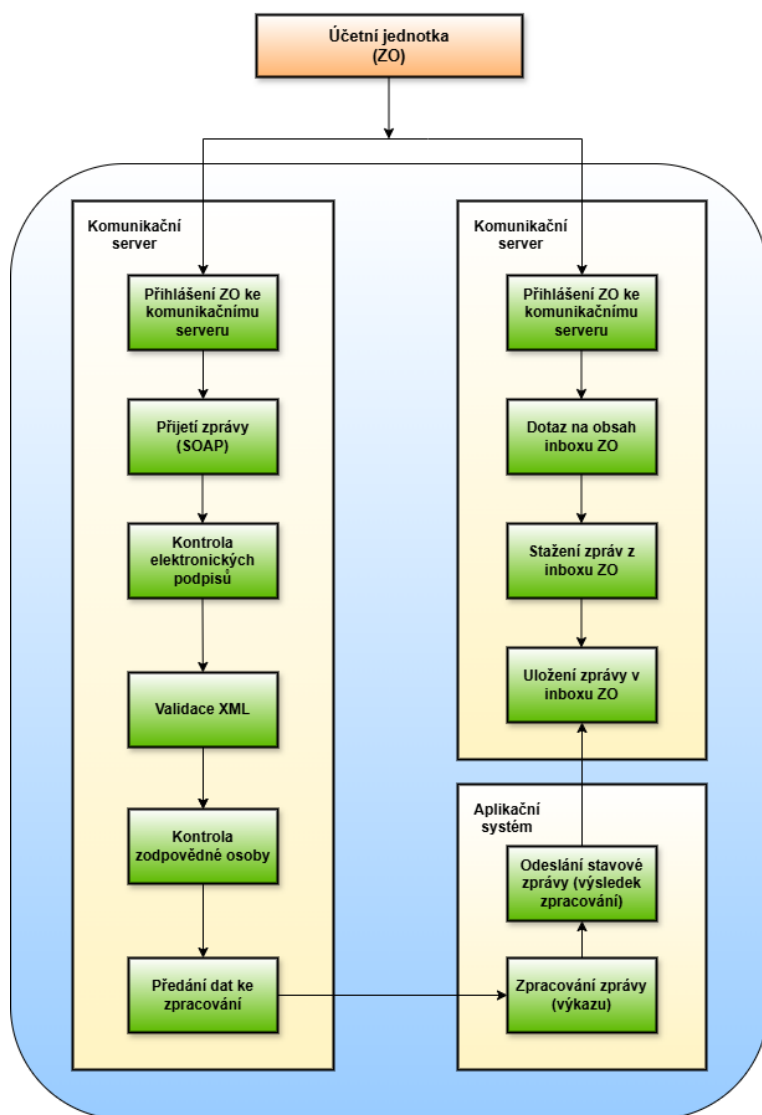 Účetní jednotka
(ZO)
Komunikační
server
Přihlášení ZO ke
komunikačnímu
serveru
Přijetí zprávy
(SOAP)
Kontrola
elektronických
podpisů
Validace XML
Kontrola
zodpovědné osoby
Předání dat ke
zpracování
Komunikační
server
Přihlášení ZO ke
komunikačnímu
serveru
Dotaz na obsah
inboxu ZO
Stažení zpráv z
inboxu ZO
Uložení zprávy v
inboxu ZO
Aplikační
systém
Odeslání stavové
zprávy (výsledek
zpracování)
Zpracování zprávy
(výkazu)